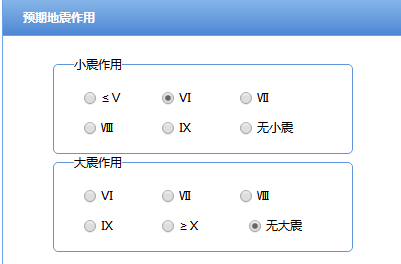 预期地震作用
小震作用
≤Ⅴ Ⅵ Ⅶ
Ⅷ Ⅸ 无小震
大震作用
Ⅵ Ⅶ Ⅷ
Ⅸ ≥Ⅹ 无大震